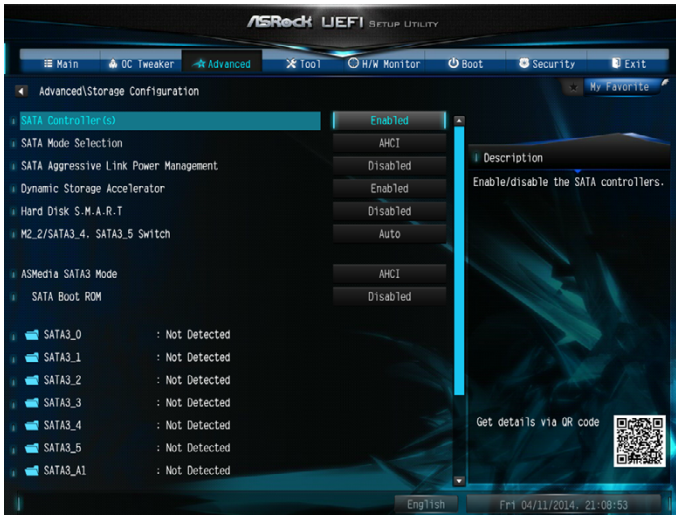 ASRock UEFI SETUP UTILITY
Main OC Tweaker Advanced Tool H/W Monitor Boot Security Exit
Advanced\Storage Configuration
My Favorite
SATA Controller(s) Enabled
SATA Mode Selection AHCI
SATA Aggressive Link Power Management Disabled
Dynamic Storage Accelerator Enabled
Hard Disk S.M.A.R.T Disabled
M2_2/SATA3_4. SATA3_5 Switch Auto
ASMedia SATA3 Mode AHCI
SATA Boot ROM Disabled
SATA3_0 : Not Detected
SATA3_1 : Not Detected
SATA3_2 : Not Detected
SATA3_3 : Not Detected
SATA3_4 : Not Detected
SATA3_5 : Not Detected
SATA3_A1 : Not Detected
Description
Enable/disable the SATA controllers.
Get details via QR code
English
Fri 04/11/2014. 21:08:53